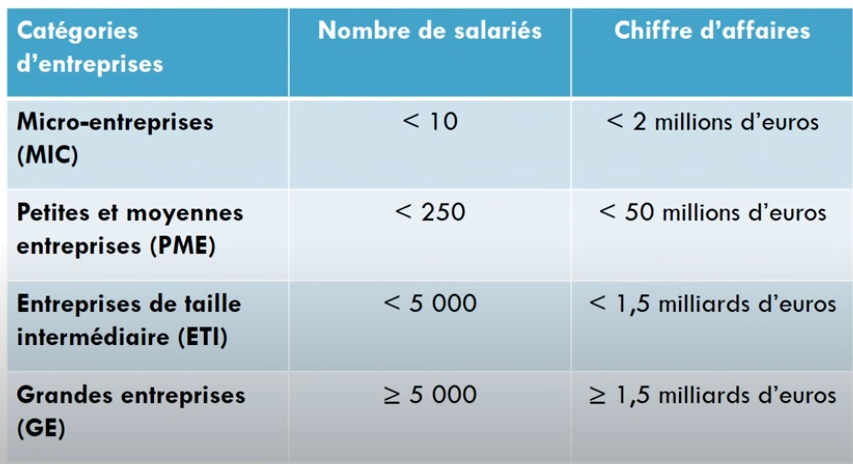 Catégories
d'entreprises
Nombre de salariés
Chiffre d'affaires
Micro-entreprises
(MIC)
< 10
< 2 millions d'euros
Petites et moyennes
entreprises (PME)
< 250
< 50 millions d'euros
Entreprises de taille
intermédiaire (ETI)
< 5 000
< 1,5 milliards d'euros
Grandes entreprises
(GE)
≥ 5 000
≥ 1,5 milliards d'euros